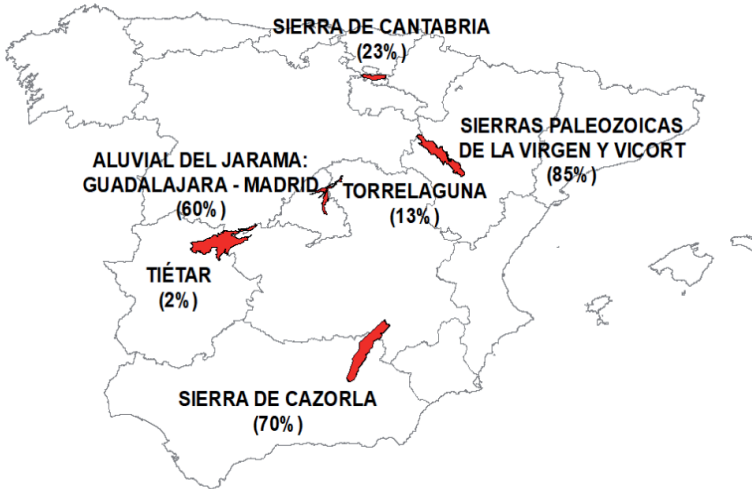 SIERRA DE CANTABRIA
(23%)
SIERRAS PALEOZOICAS
DE LA VIRGEN Y VICORT
(85%)
ALUVIAL DEL JARAMA:
GUADALAJARA - MADRID
(60%)
TORRELAGUNA
(13%)
TIÉTAR
(2%)
SIERRA DE CAZORLA
(70%)